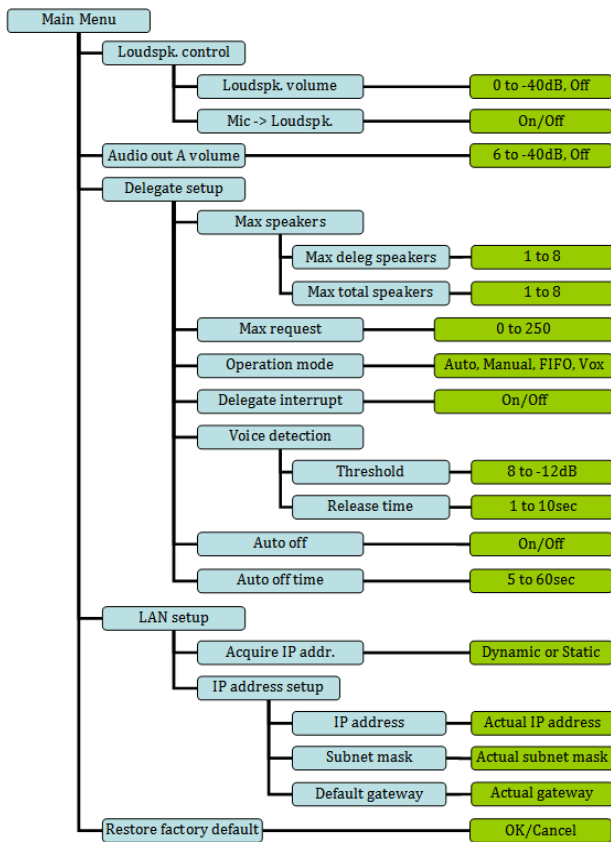 Main Menu
Loudspk. control
Loudspk. volume 0 to -40dB, Off
Mic -> Loudspk. On/Off
Audio out A volume 6 to -40dB, Off
Delegate setup
Max speakers
Max deleg speakers 1 to 8
Max total speakers 1 to 8
Max request 0 to 250
Operation mode Auto, Manual, FIFO, Vox
Delegate interrupt On/Off
Voice detection
Threshold 8 to -12dB
Release time 1 to 10sec
Auto off On/Off
Auto off time 5 to 60sec
LAN setup
Acquire IP addr. Dynamic or Static
IP address setup
IP address Actual IP address
Subnet mask Actual subnet mask
Default gateway Actual gateway
Restore factory default OK/Cancel